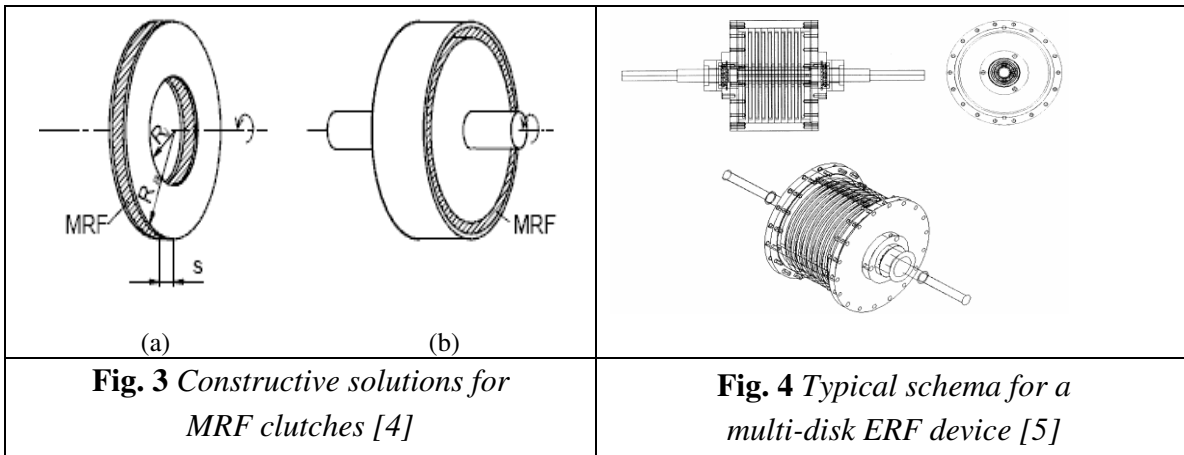 R
R
MRF
MRF
s
(a) (b)
Fig. 3 Constructive solutions for
MRF clutches [4]
Fig. 4 Typical schema for a
multi-disk ERF device [5]